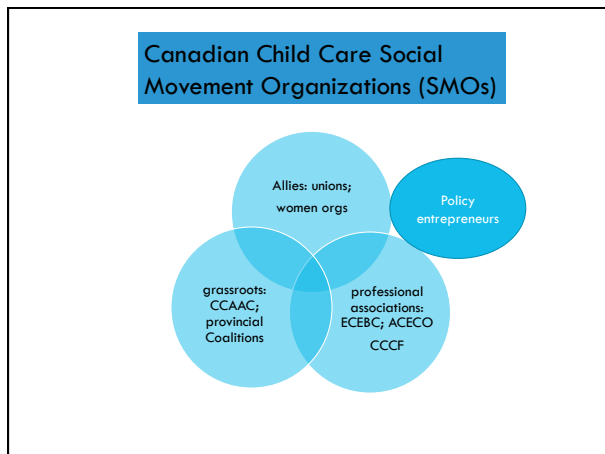 Canadian Child Care Social
Movement Organizations (SMOs)
Allies: unions;
women orgs
Policy
entrepreneurs
grassroots:
CCAAC;
provincial
Coalitions
professional
associations:
ECEBC; ACECO
CCCF